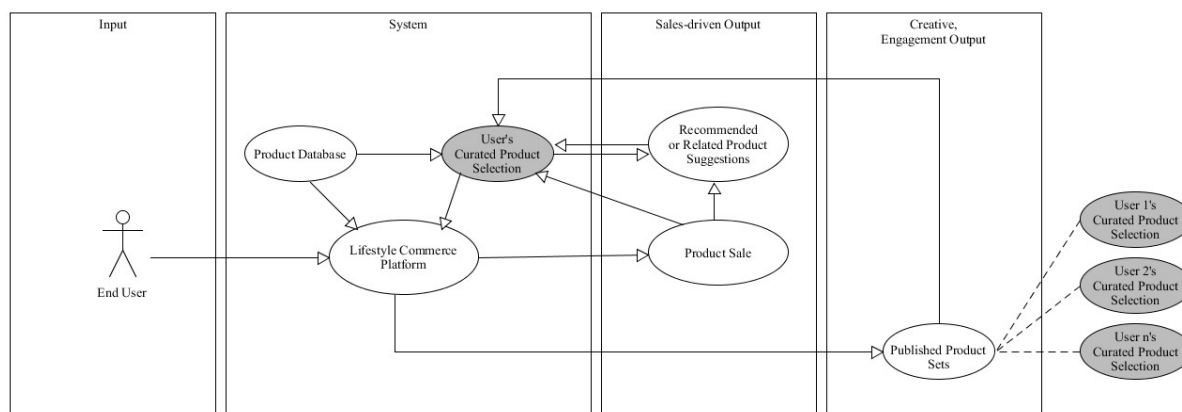 Input
System
Sales-driven Output
Creative,
Engagement Output
Product Database
User's
Curated Product
Selection
Recommended
or Related Product
Suggestions
End User
Lifestyle Commerce
Platform
Product Sale
Published Product
Sets
User 1's
Curated Product
Selection
User 2's
Curated Product
Selection
User n's
Curated Product
Selection